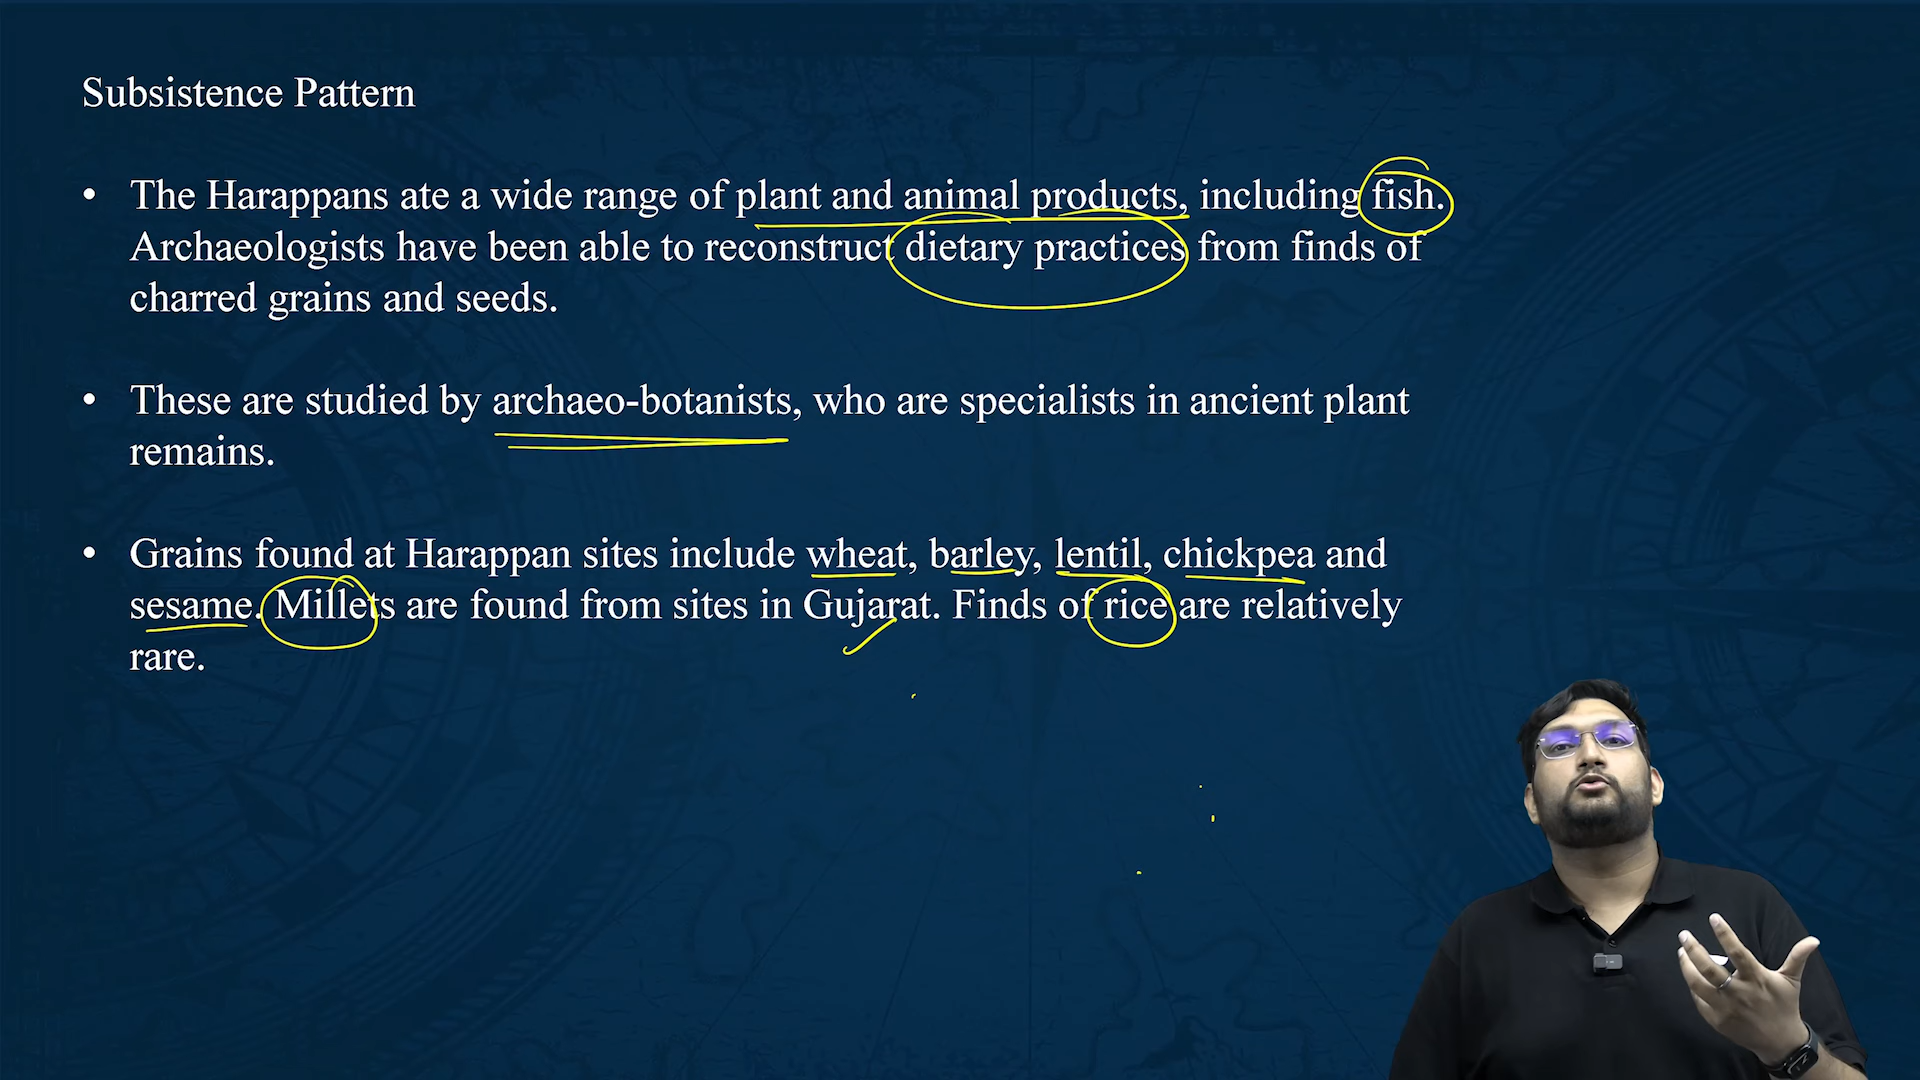 Subsistence Pattern
• The Harappans ate a wide range of plant and animal products, including fish.
Archaeologists have been able to reconstruct dietary practices from finds of
charred grains and seeds.
• These are studied by archaeo-botanists, who are specialists in ancient plant
remains.
• Grains found at Harappan sites include wheat, barley, lentil, chickpea and
sesame. Millets are found from sites in Gujarat. Finds of rice are relatively
rare.